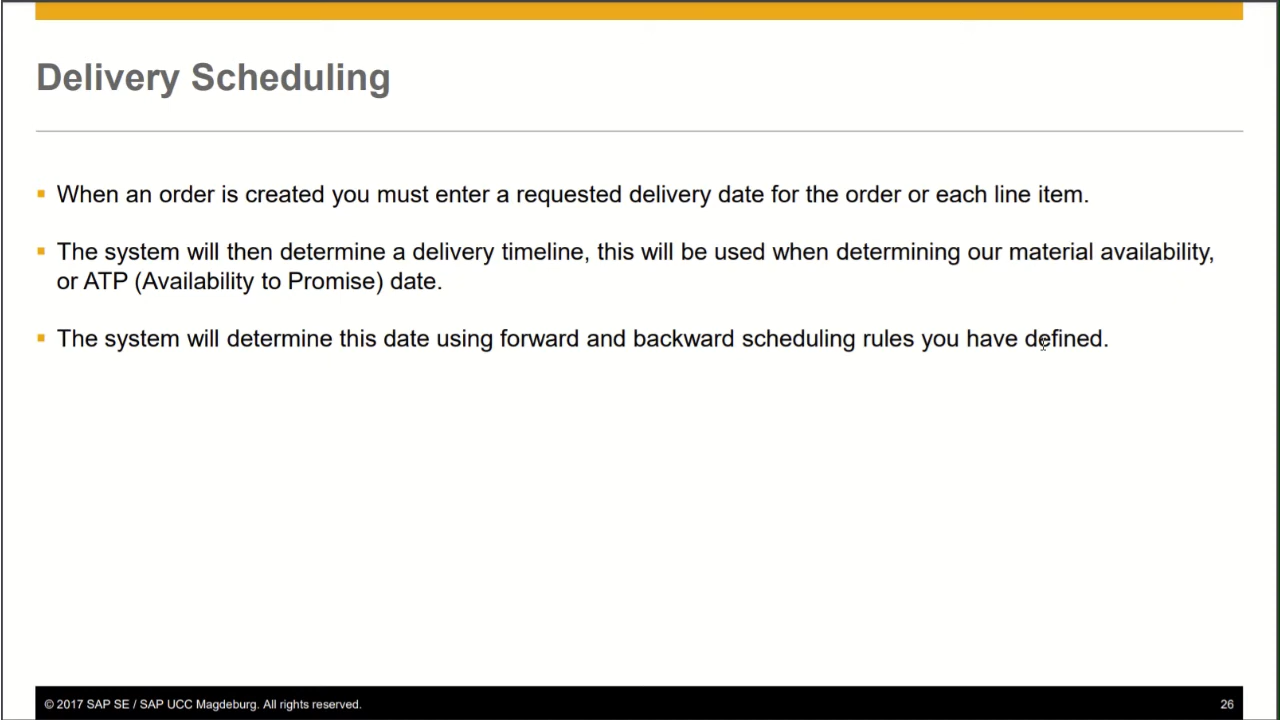 Delivery Scheduling
When an order is created you must enter a requested delivery date for the order or each line item.
The system will then determine a delivery timeline, this will be used when determining our material availability,
or ATP (Availability to Promise) date.
The system will determine this date using forward and backward scheduling rules you have defined.
© 2017 SAP SE / SAP UCC Magdeburg. All rights reserved.
26